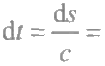 dt = ds/c =